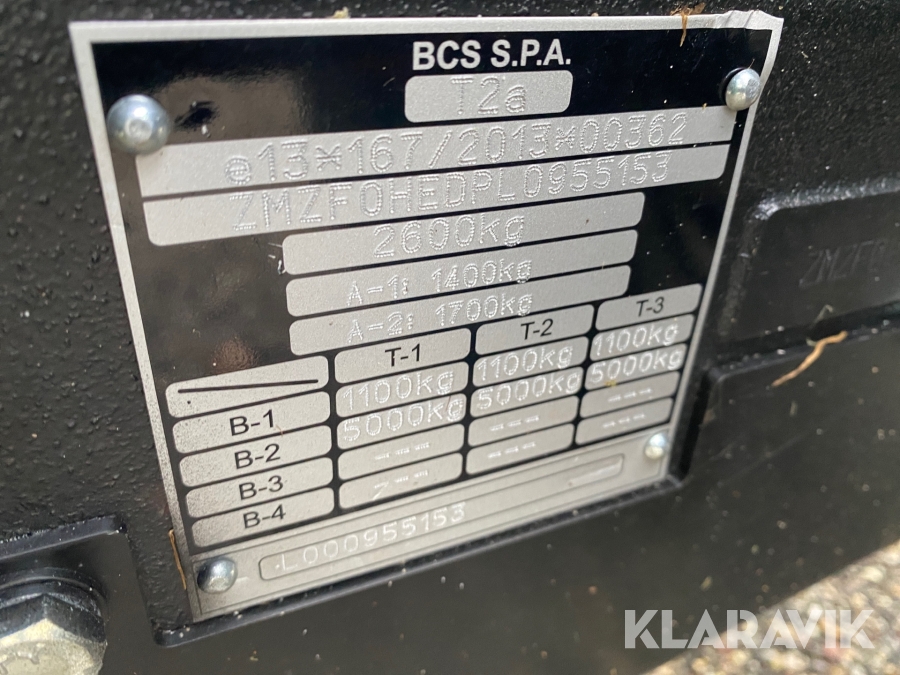 BCS S.P.A.
T2a
e13*167/2013*00362
ZMZF0HEDPL0955153
2600kg
A-1: 1400kg
A-2: 1700kg
T-1 T-2 T-3
B-1 1100kg 1100kg 1100kg
B-2 5000kg 5000kg 5000kg
B-3 --- --- ---
B-4 --- --- ---
L000955153
ZMZF0
KLARAVIK